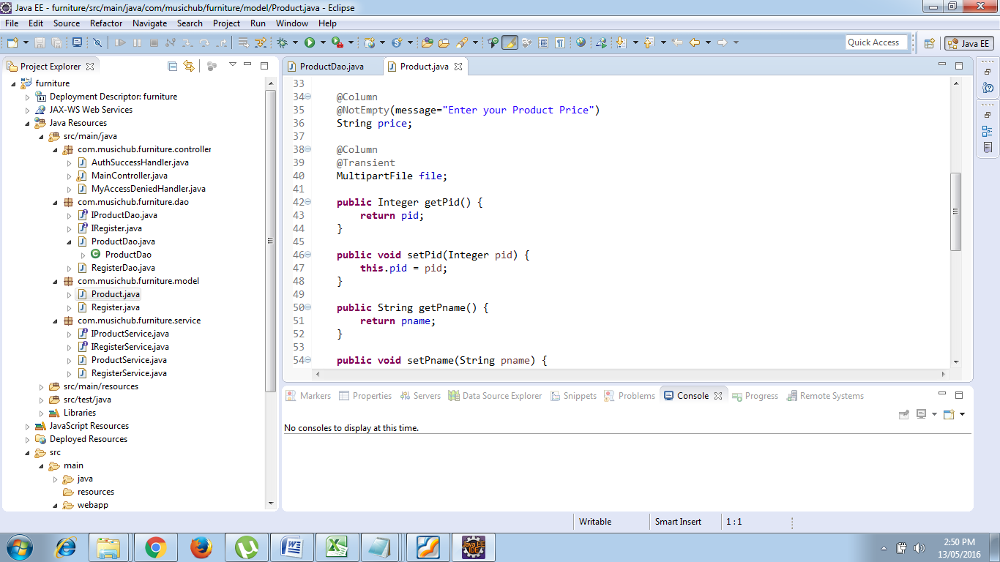 Java EE - furniture/src/main/java/com/musichub/furniture/model/Product.java - Eclipse
File Edit Source Refactor Navigate Search Project Run Window Help
Quick Access Java EE
Project Explorer
furniture
Deployment Descriptor: furniture
JAX-WS Web Services
Java Resources
src/main/java
com.musichub.furniture.controller
AuthSuccessHandler.java
MainController.java
MyAccessDeniedHandler.java
com.musichub.furniture.dao
IProductDao.java
IRegister.java
ProductDao.java
ProductDao
RegisterDao.java
com.musichub.furniture.model
Product.java
Register.java
com.musichub.furniture.service
IProductService.java
IRegisterService.java
ProductService.java
RegisterService.java
src/main/resources
src/test/java
Libraries
JavaScript Resources
Deployed Resources
src
main
java
resources
webapp
ProductDao.java Product.java
33
34 @Column
35 @NotEmpty(message="Enter your Product Price")
36 String price;
37
38 @Column
39 @Transient
40 MultipartFile file;
41
42 public Integer getPid() {
43 return pid;
44 }
45
46 public void setPid(Integer pid) {
47 this.pid = pid;
48 }
49
50 public String getPname() {
51 return pname;
52 }
53
54 public void setPname(String pname) {
Markers Properties Servers Data Source Explorer Snippets Problems Console Progress Remote Systems
No consoles to display at this time.
Writable Smart Insert 1 : 1
2:50 PM
13/05/2016